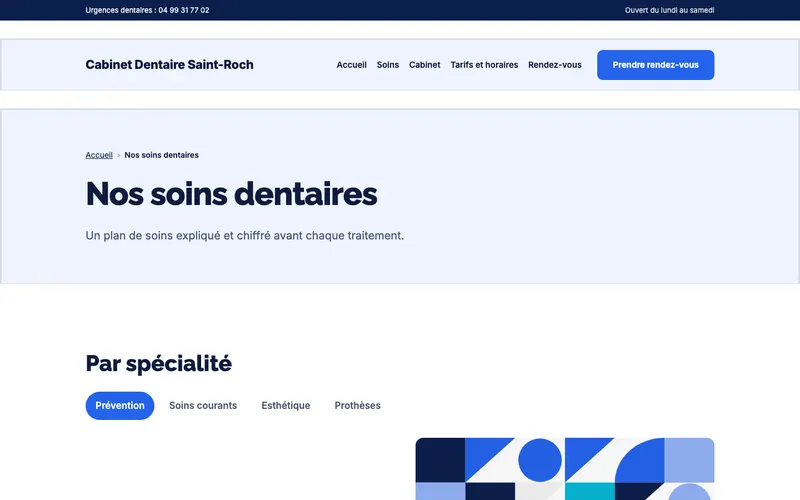 Urgences dentaires : 04 99 31 77 02
Ouvert du lundi au samedi
Cabinet Dentaire Saint-Roch
Accueil Soins Cabinet Tarifs et horaires Rendez-vous Prendre rendez-vous
Accueil › Nos soins dentaires
Nos soins dentaires
Un plan de soins expliqué et chiffré avant chaque traitement.
Par spécialité
Prévention Soins courants Esthétique Prothèses